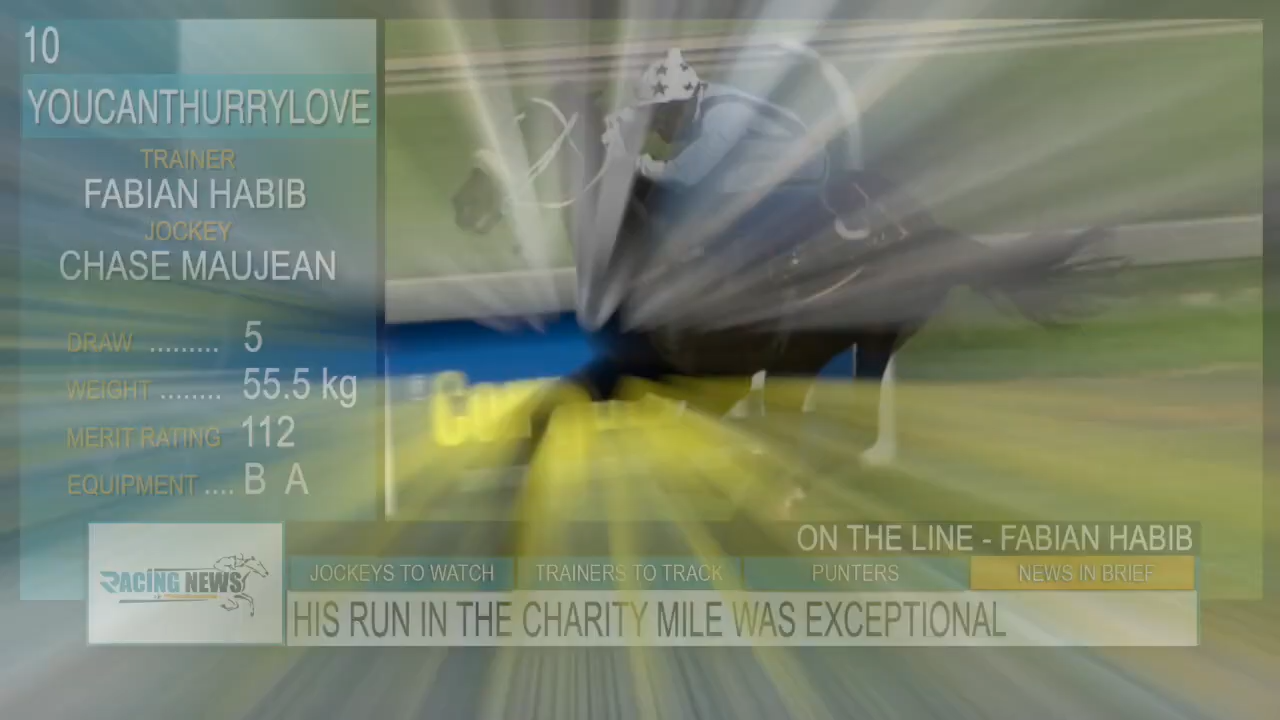 10
YOUCANTHURRYLOVE
TRAINER
FABIAN HABIB
JOCKEY
CHASE MAUJEAN
DRAW ......... 5
WEIGHT ........ 55.5 kg
MERIT RATING 112
EQUIPMENT .... B A
ON THE LINE - FABIAN HABIB
RACING NEWS
JOCKEYS TO WATCH TRAINERS TO TRACK PUNTERS NEWS IN BRIEF
HIS RUN IN THE CHARITY MILE WAS EXCEPTIONAL